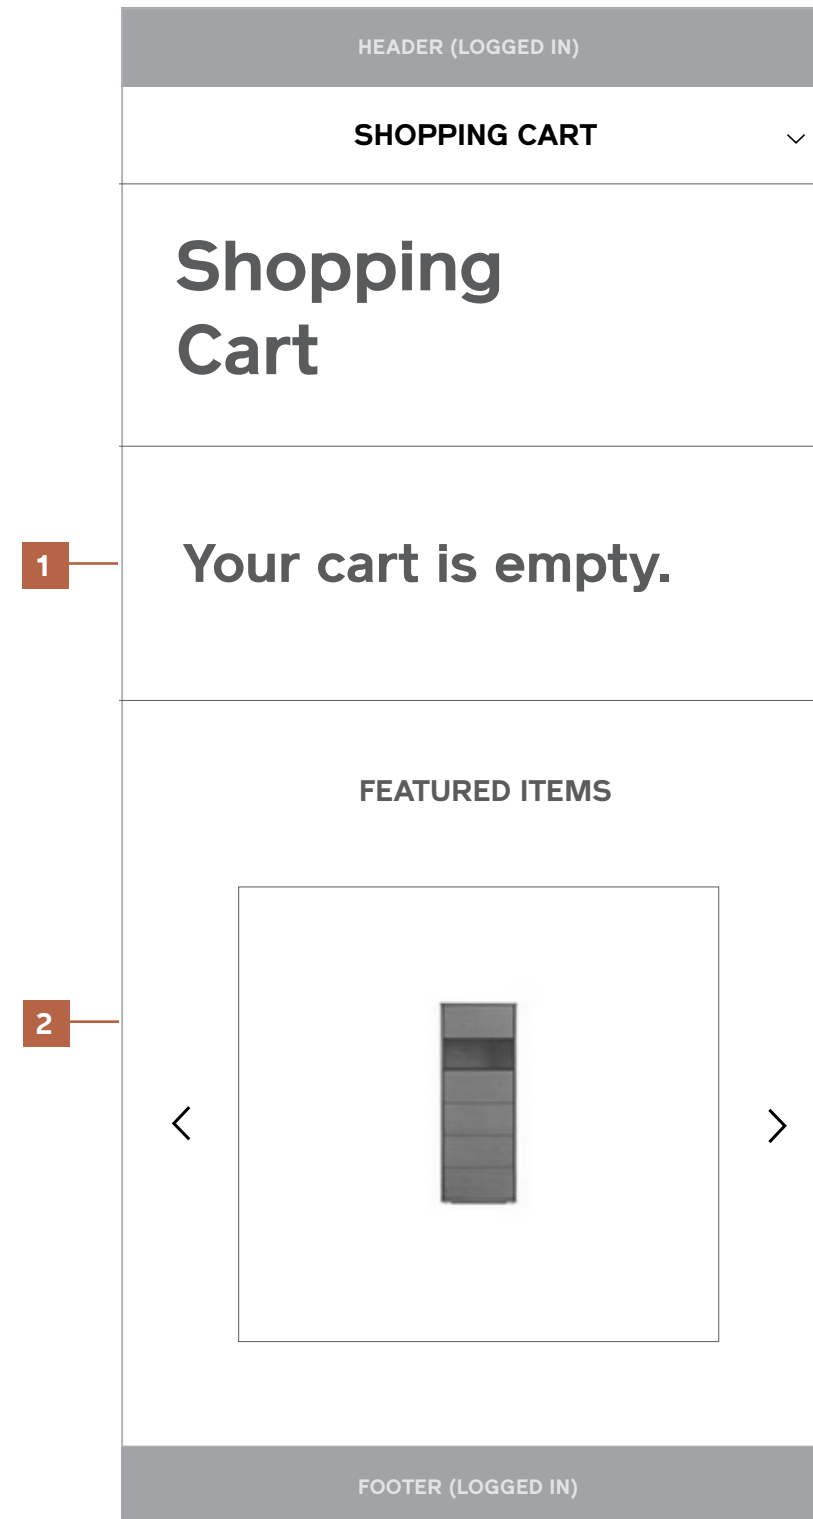 HEADER (LOGGED IN)
SHOPPING CART
Shopping
Cart
1
Your cart is empty.
FEATURED ITEMS
2
FOOTER (LOGGED IN)